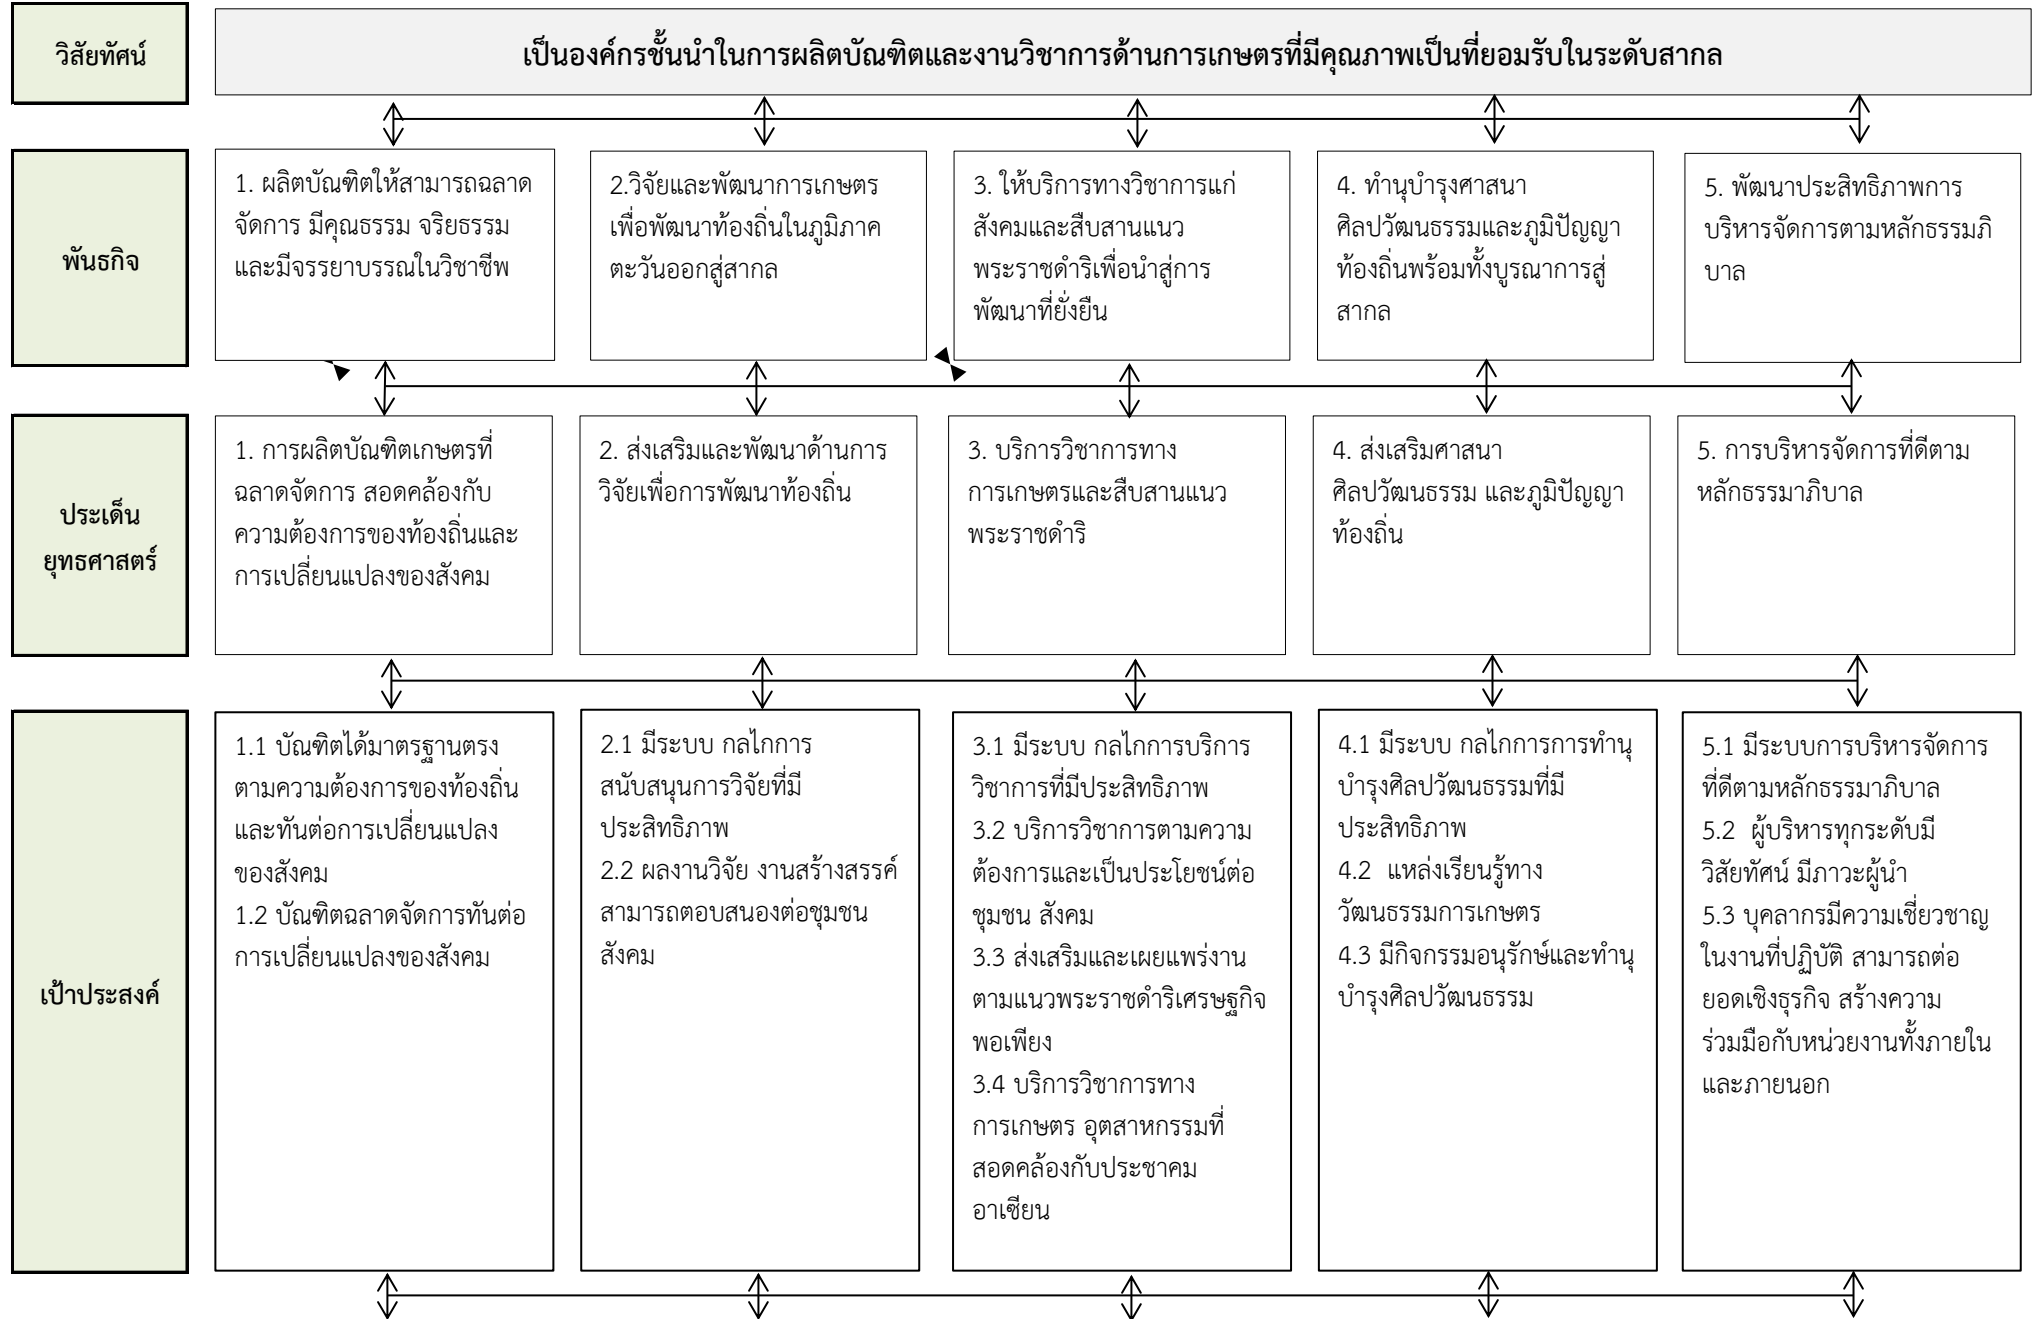 วิสัยทัศน์
เป็นองค์กรชั้นนำในการผลิตบัณฑิตและงานวิชาการด้านการเกษตรที่มีคุณภาพเป็นที่ยอมรับในระดับสากล
พันธกิจ
1. ผลิตบัณฑิตให้สามารถฉลาด
จัดการ มีคุณธรรม จริยธรรม
และมีจรรยาบรรณในวิชาชีพ
2.วิจัยและพัฒนาการเกษตร
เพื่อพัฒนาท้องถิ่นในภูมิภาค
ตะวันออกสู่สากล
3. ให้บริการทางวิชาการแก่
สังคมและสืบสานแนว
พระราชดำริเพื่อนำสู่การ
พัฒนาที่ยั่งยืน
4. ทำนุบำรุงศาสนา
ศิลปวัฒนธรรมและภูมิปัญญา
ท้องถิ่นพร้อมทั้งบูรณาการสู่
สากล
5. พัฒนาประสิทธิภาพการ
บริหารจัดการตามหลักธรรมภิ
บาล
ประเด็น
ยุทธศาสตร์
1. การผลิตบัณฑิตเกษตรที่
ฉลาดจัดการ สอดคล้องกับ
ความต้องการของท้องถิ่นและ
การเปลี่ยนแปลงของสังคม
2. ส่งเสริมและพัฒนาด้านการ
วิจัยเพื่อการพัฒนาท้องถิ่น
3. บริการวิชาการทาง
การเกษตรและสืบสานแนว
พระราชดำริ
4. ส่งเสริมศาสนา
ศิลปวัฒนธรรม และภูมิปัญญา
ท้องถิ่น
5. การบริหารจัดการที่ดีตาม
หลักธรรมาภิบาล
เป้าประสงค์
1.1 บัณฑิตได้มาตรฐานตรง
ตามความต้องการของท้องถิ่น
และทันต่อการเปลี่ยนแปลง
ของสังคม
1.2 บัณฑิตฉลาดจัดการทันต่อ
การเปลี่ยนแปลงของสังคม
2.1 มีระบบ กลไกการ
สนับสนุนการวิจัยที่มี
ประสิทธิภาพ
2.2 ผลงานวิจัย งานสร้างสรรค์
สามารถตอบสนองต่อชุมชน
สังคม
3.1 มีระบบ กลไกการบริการ
วิชาการที่มีประสิทธิภาพ
3.2 บริการวิชาการตามความ
ต้องการและเป็นประโยชน์ต่อ
ชุมชน สังคม
3.3 ส่งเสริมและเผยแพร่งาน
ตามแนวพระราชดำริเศรษฐกิจ
พอเพียง
3.4 บริการวิชาการทาง
การเกษตร อุตสาหกรรมที่
สอดคล้องกับประชาคม
อาเซียน
4.1 มีระบบ กลไกการการทำนุ
บำรุงศิลปวัฒนธรรมที่มี
ประสิทธิภาพ
4.2 แหล่งเรียนรู้ทาง
วัฒนธรรมการเกษตร
4.3 มีกิจกรรมอนุรักษ์และทำนุ
บำรุงศิลปวัฒนธรรม
5.1 มีระบบการบริหารจัดการ
ที่ดีตามหลักธรรมาภิบาล
5.2 ผู้บริหารทุกระดับมี
วิสัยทัศน์ มีภาวะผู้นำ
5.3 บุคลากรมีความเชี่ยวชาญ
ในงานที่ปฏิบัติ สามารถต่อ
ยอดเชิงธุรกิจ สร้างความ
ร่วมมือกับหน่วยงานทั้งภายใน
และภายนอก